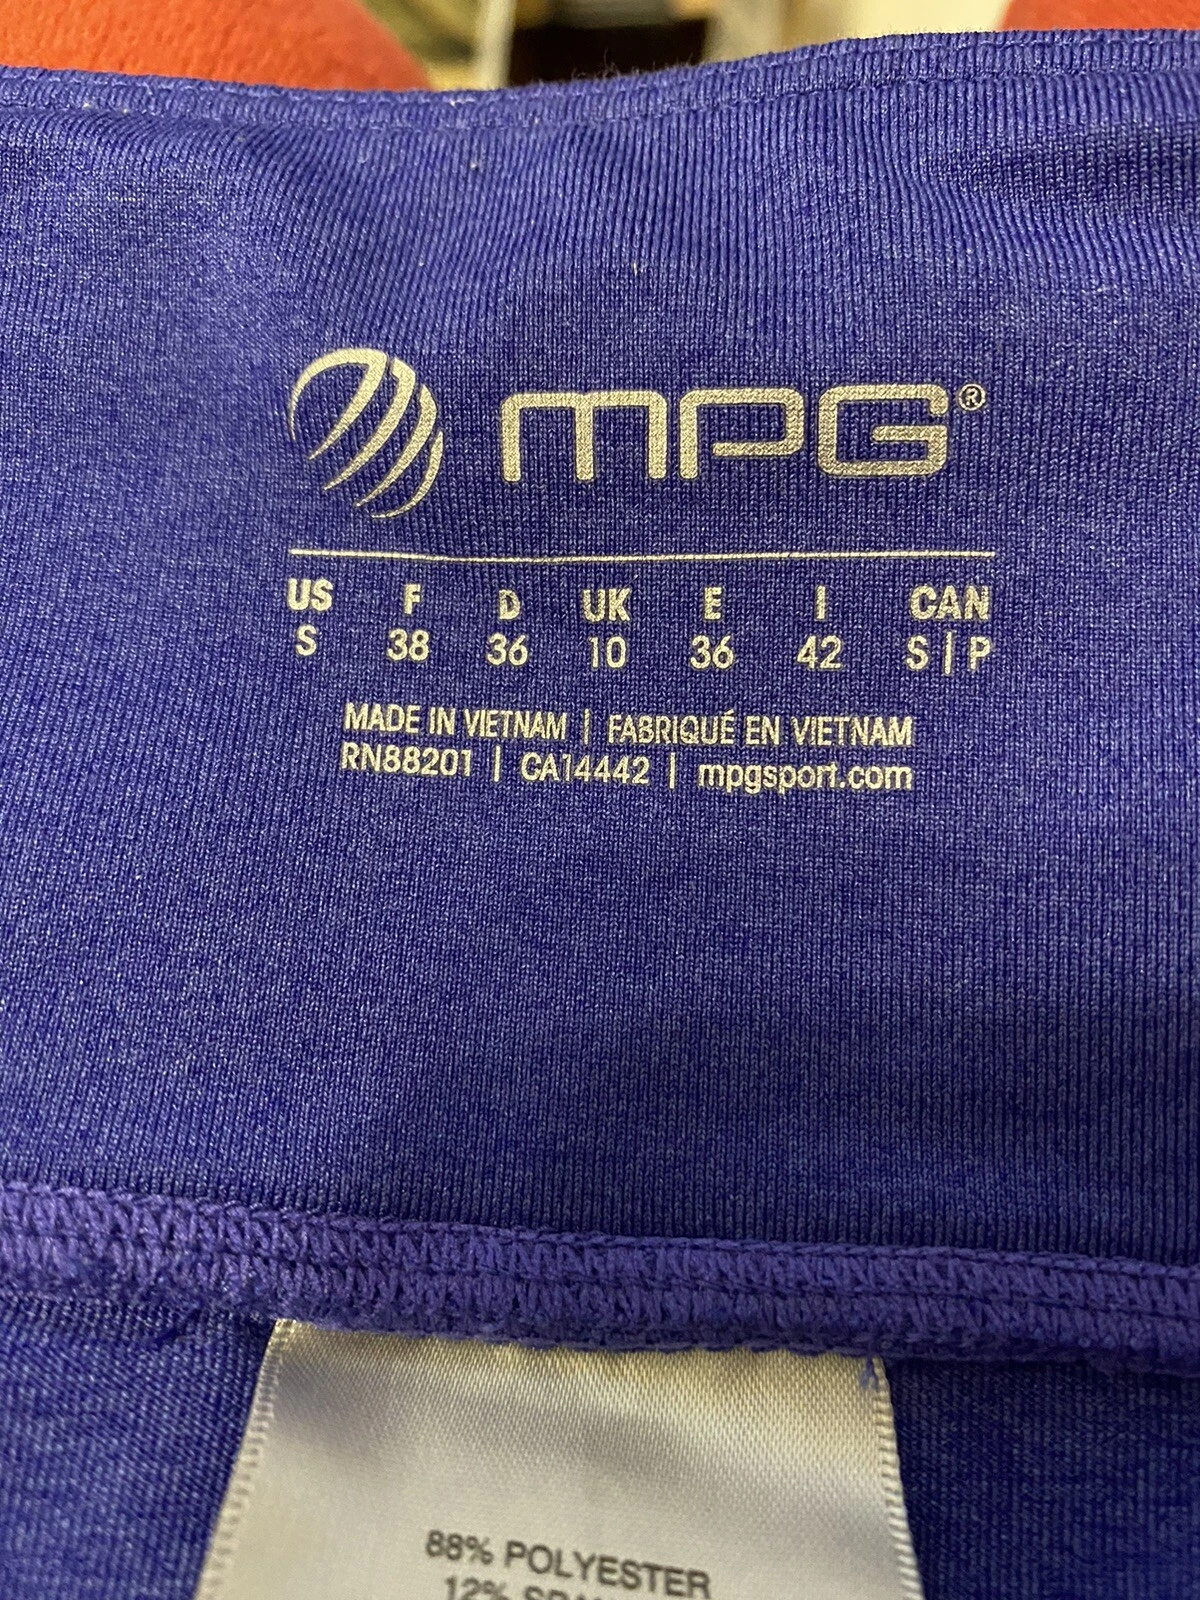 mPG®
US F D UK E I CAN
S 38 36 10 36 42 S | P
MADE IN VIETNAM | FABRIQUÉ EN VIETNAM
RN88201 | CA14442 | mpgsport.com
88% POLYESTER
12%